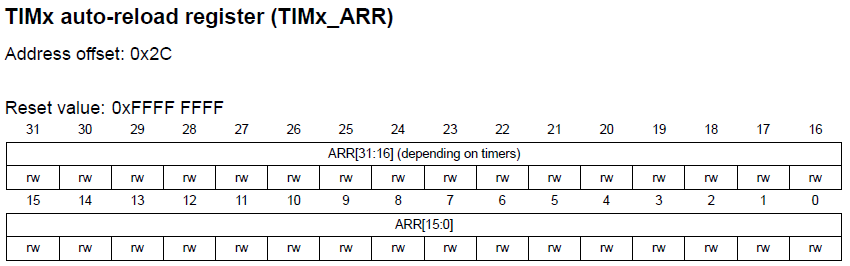 TIMx auto-reload register (TIMx_ARR)
Address offset: 0x2C
Reset value: 0xFFFF FFFF
31 30 29 28 27 26 25 24 23 22 21 20 19 18 17 16
ARR[31:16] (depending on timers)
rw rw rw rw rw rw rw rw rw rw rw rw rw rw rw rw
15 14 13 12 11 10 9 8 7 6 5 4 3 2 1 0
ARR[15:0]
rw rw rw rw rw rw rw rw rw rw rw rw rw rw rw rw